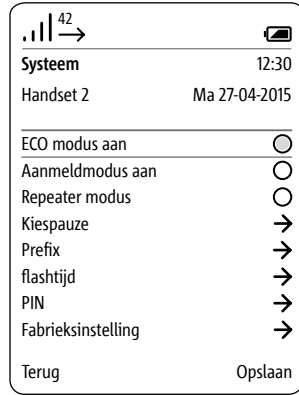 42
Systeem 12:30
Handset 2 Ma 27-04-2015
ECO modus aan
Aanmeldmodus aan
Repeater modus
Kiespauze
Prefix
flashtijd
PIN
Fabrieksinstelling
Terug Opslaan